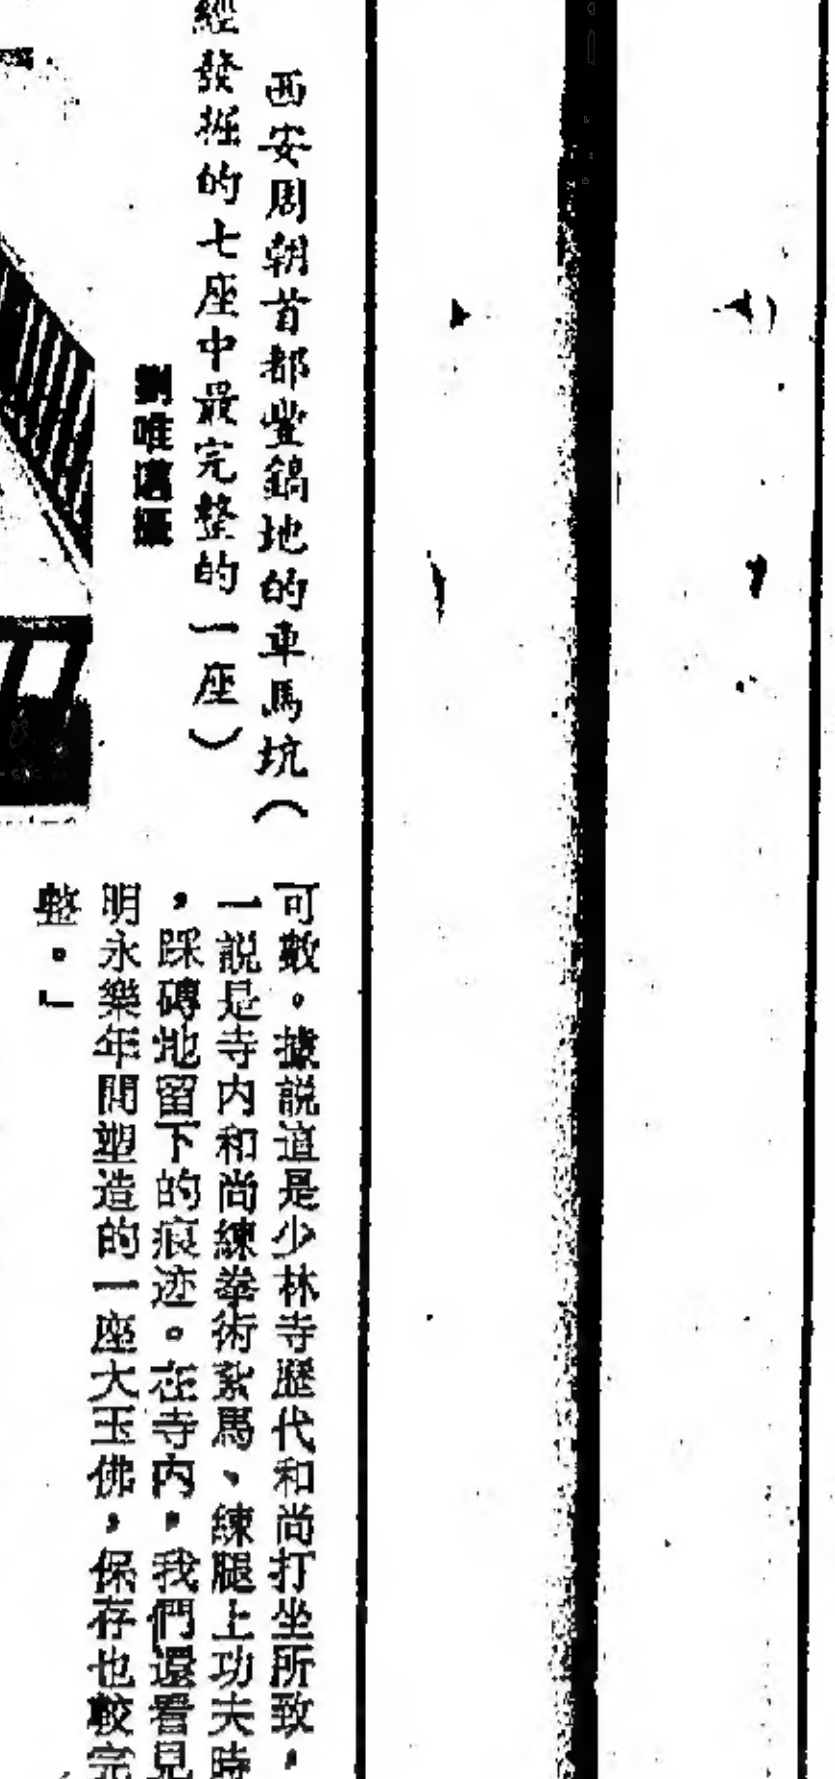 西安周朝首都豐鎬地的車馬坑（
經發掘的七座中最完整的一座）
劉唯邁攝
可數。據説這是少林寺歷代和尚打坐所致，
一説是寺内和尚練拳術紮馬、練腿上功夫時
，踩磚地留下的痕迹。在寺内，我們還看見
明永樂年間塑造的一座大玉佛，保存也較完
整。」